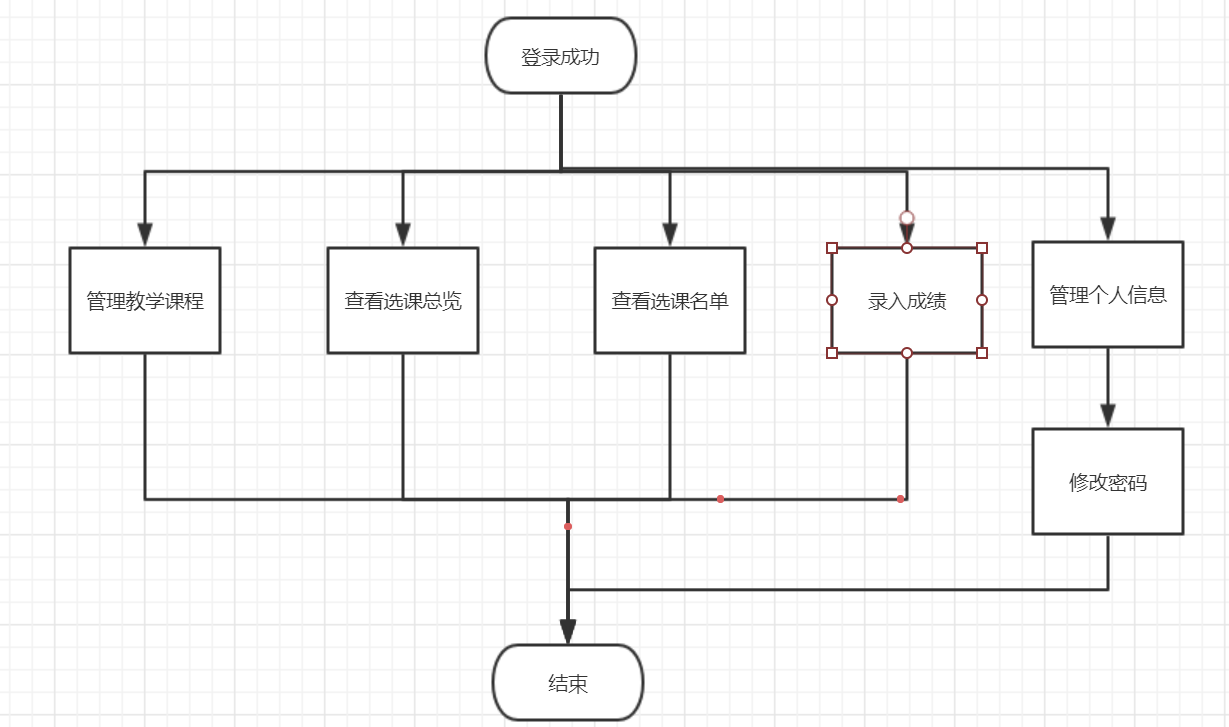 登录成功
管理教学课程
查看选课总览
查看选课名单
录入成绩
管理个人信息
修改密码
结束